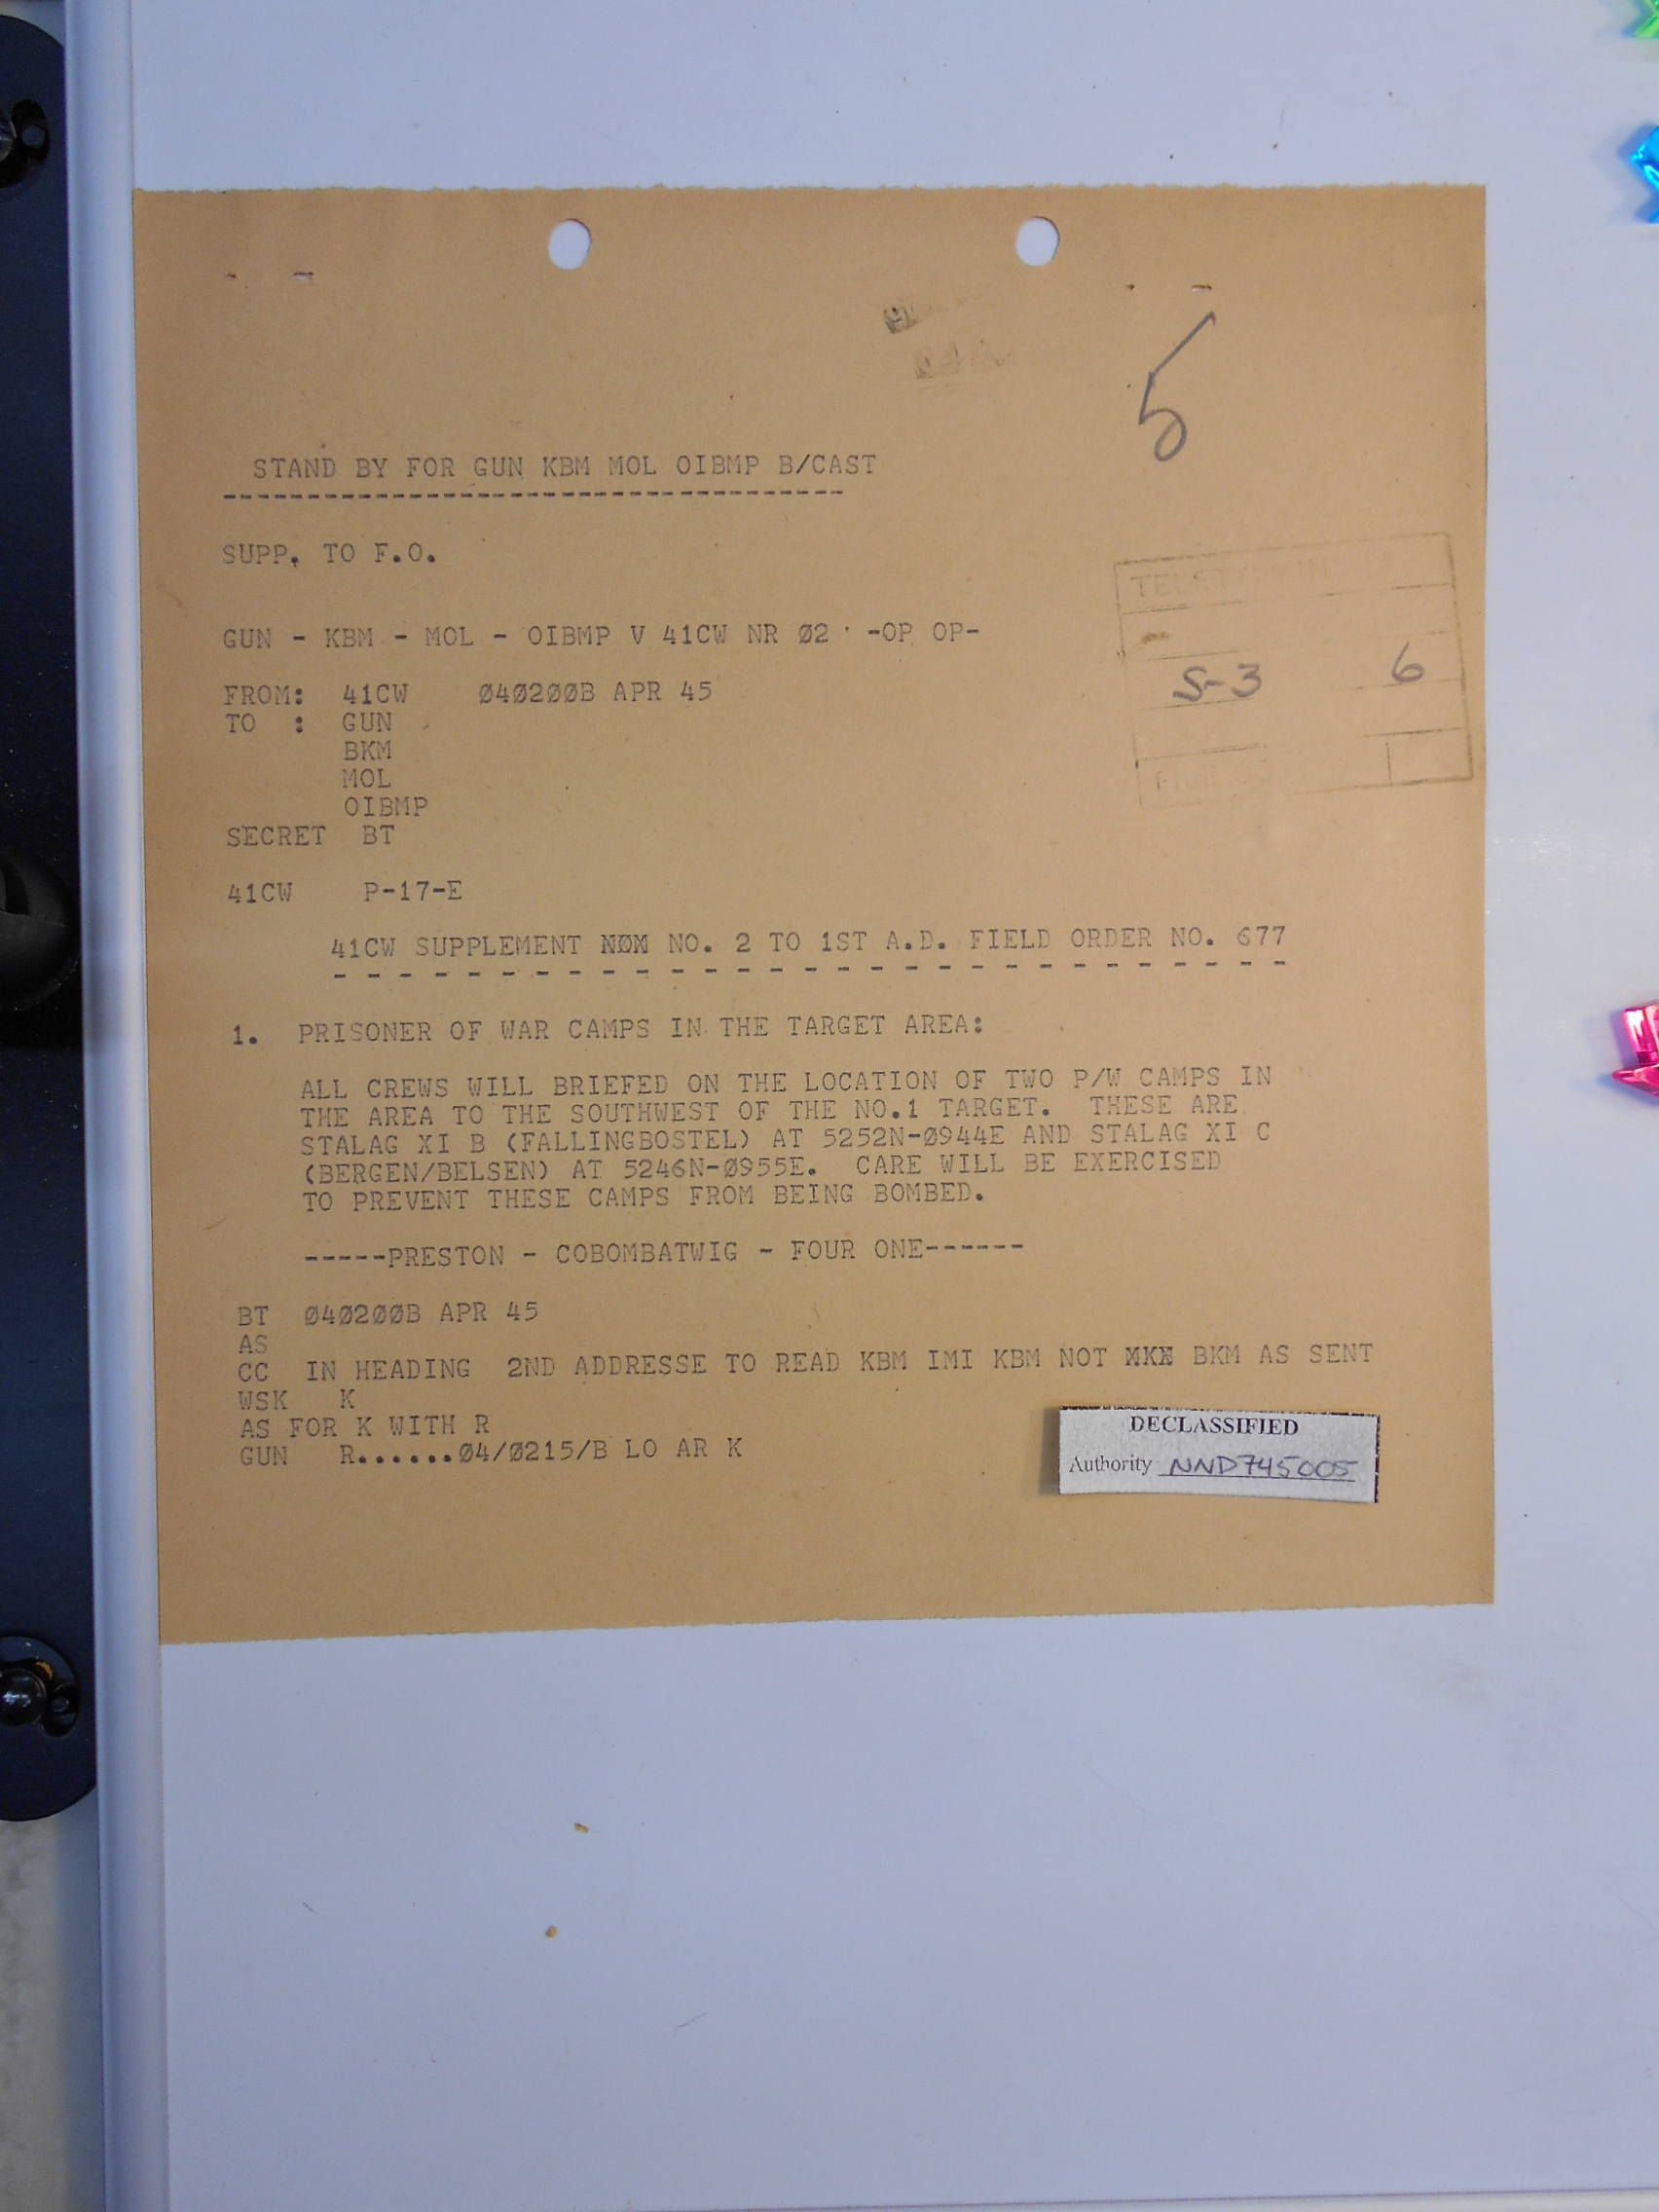 5
STAND BY FOR GUN KBM MOL OIBMP B/CAST
-------------------------------------
SUPP. TO F.O.
GUN - KBM - MOL - OIBMP V 41CW NR Ø2 -OP OP-
FROM: 41CW Ø4Ø2ØØB APR 45
TO : GUN
BKM
MOL
OIBMP
S-3 6
SECRET BT
41CW P-17-E
41CW SUPPLEMENT NØM NO. 2 TO 1ST A.D. FIELD ORDER NO. 677
- - - - - - - - - - - - - - - - - - - - - - - - - - - - -
1. PRISONER OF WAR CAMPS IN THE TARGET AREA:
ALL CREWS WILL BRIEFED ON THE LOCATION OF TWO P/W CAMPS IN
THE AREA TO THE SOUTHWEST OF THE NO.1 TARGET. THESE ARE
STALAG XI B (FALLINGBOSTEL) AT 5252N-Ø944E AND STALAG XI C
(BERGEN/BELSEN) AT 5246N-Ø955E. CARE WILL BE EXERCISED
TO PREVENT THESE CAMPS FROM BEING BOMBED.
-----PRESTON - COBOMBATWIG - FOUR ONE------
BT Ø4Ø2ØØB APR 45
AS
CC IN HEADING 2ND ADDRESSE TO READ KBM IMI KBM NOT BKM AS SENT
WSK K
AS FOR K WITH R
GUN R.......Ø4/Ø215/B LO AR K
DECLASSIFIED
Authority NND745005